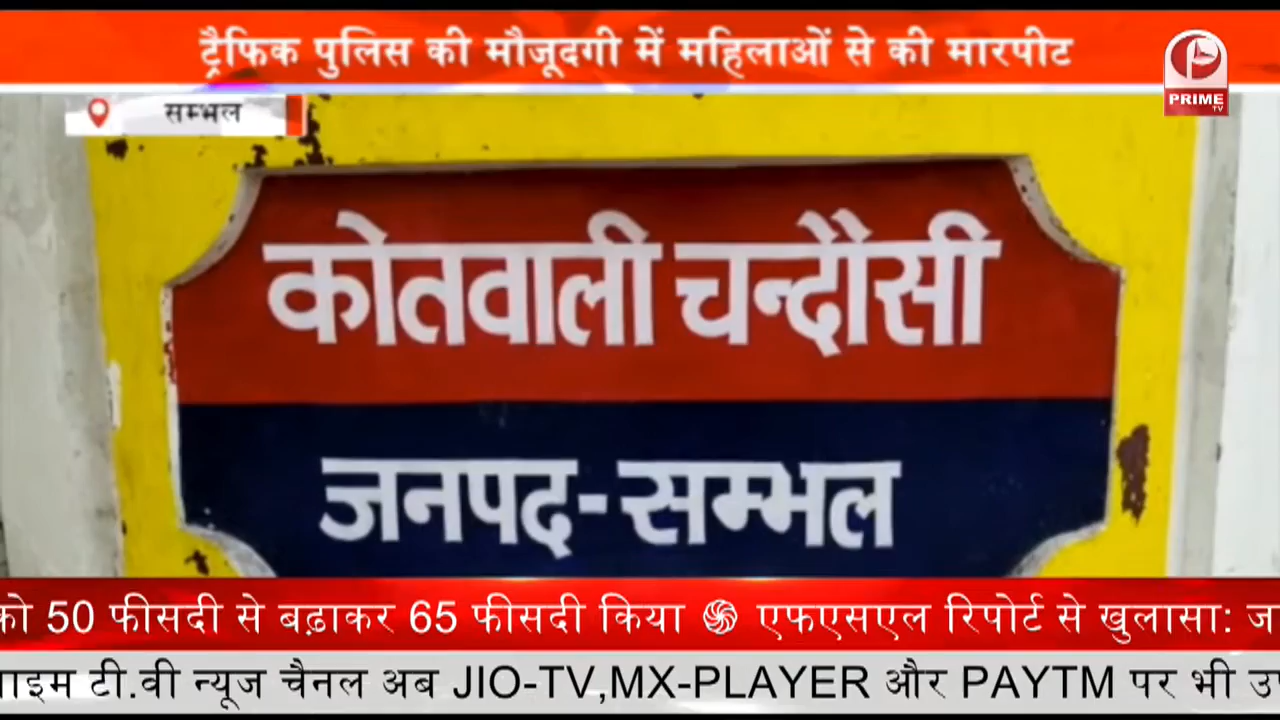 ट्रैफिक पुलिस की मौजूदगी में महिलाओं से की मारपीट
PRIME
TV
सम्भल
कोतवाली चन्दौसी
जनपद-सम्भल
को 50 फीसदी से बढ़ाकर 65 फीसदी किया एफएसएल रिपोर्ट से खुलासा: ज
ाइम टी.वी न्यूज चैनल अब JIO-TV,MX-PLAYER और PAYTM पर भी उ